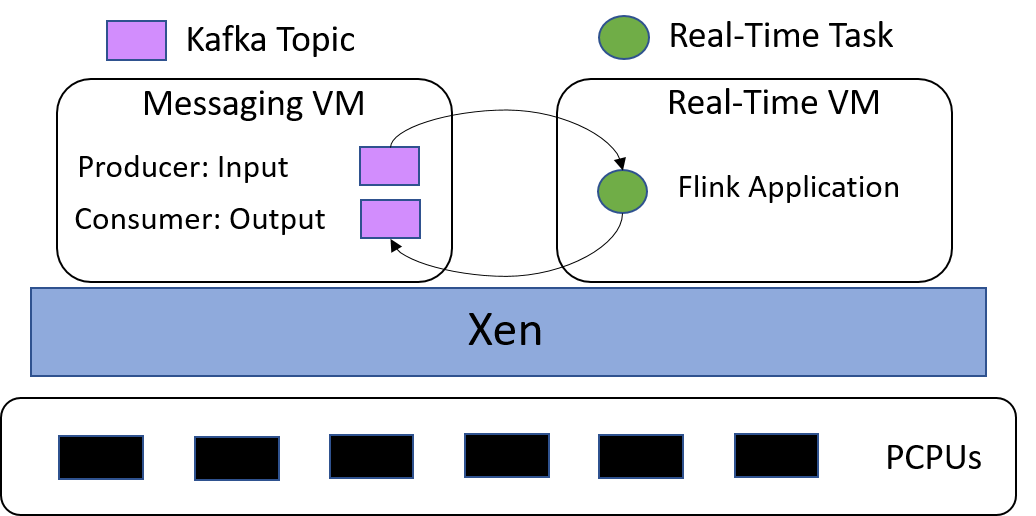 Kafka Topic
Real-Time Task
Messaging VM
Real-Time VM
Producer: Input
Flink Application
Consumer: Output
Xen
PCPUs